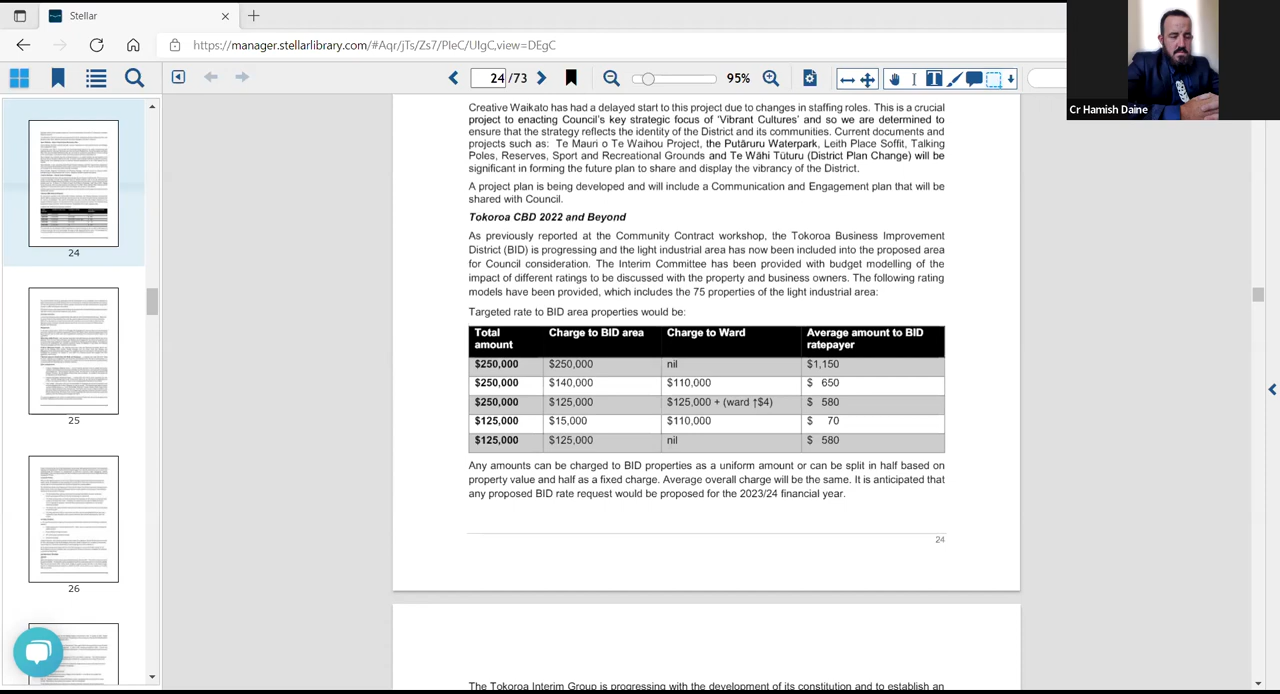 Stellar
https://manager.stellarlibrary.com/#Aqr/jTs/Zs7/PIeC/UIgC,view=DEgC
24 /73
95%
Cr Hamish Daine
24
25
26
Creative Waikato has had a delayed start to this project due to changes in staffing roles. This is a crucial
project to enacting Council's key strategic focus of 'Vibrant Cultures' and so we are determined to
ensure that the strategy reflects the identity of the District and its communities. Current documents and
projects such as: Te Mauri o Te Waihou Project, the Putāruru Waterpark, Leith Place Soffit, Talking
Poles, Reserves, Sport and Recreational Grounds and Te Wahi Tuturu (District Plan Change) will be
significant in forming the future plan to share and display the vibrancy of the District.
A project plan is being developed and will include a Communication and Engagement plan that will be
shared with Council.
Tokoroa CBD 2022 and Beyond
As previously reported at the Community Contract workshop, the Tokoroa Business Improvement
District (BID) is progressing and the light industrial area has now been included into the proposed area
for Council consideration. The Interim Committee has been provided with budget modelling of the
impact of different ratings to be discussed with the property and business owners. The following rating
models have been provided, which includes the 75 properties of the light industrial area:
Targeted rate to BID area properties would be:
Total amount Charge to BID area Charge to Ward Average amount to BID ratepayer
$250,000 $250,000 nil $1,150
$250,000 $140,000 $110,000 $ 650
$250,000 $125,000 $125,000 + (ward ↑$4) $ 580
$125,000 $15,000 $110,000 $ 70
$125,000 $125,000 nil $ 580
Any amounts can be charged to BID properties as a uniform amount or can be split in half based on
property value and half as a fixed charge. Average overall charge will be the same. It is anticipated that
any proposed BID rate request would be proposed for the 2023-24 financial year.
24
The Tokoroa Interim Group is progressing with the development of its constitution and to establish an